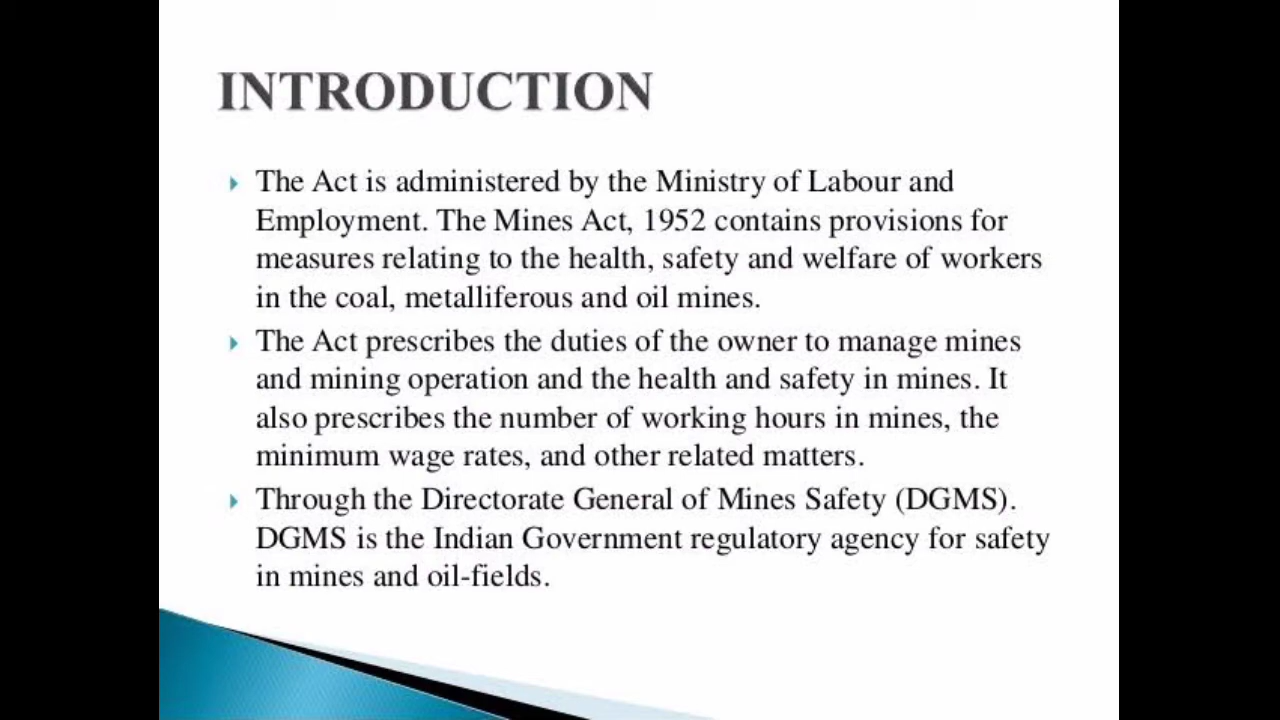 INTRODUCTION
The Act is administered by the Ministry of Labour and
Employment. The Mines Act, 1952 contains provisions for
measures relating to the health, safety and welfare of workers
in the coal, metalliferous and oil mines.
The Act prescribes the duties of the owner to manage mines
and mining operation and the health and safety in mines. It
also prescribes the number of working hours in mines, the
minimum wage rates, and other related matters.
Through the Directorate General of Mines Safety (DGMS).
DGMS is the Indian Government regulatory agency for safety
in mines and oil-fields.